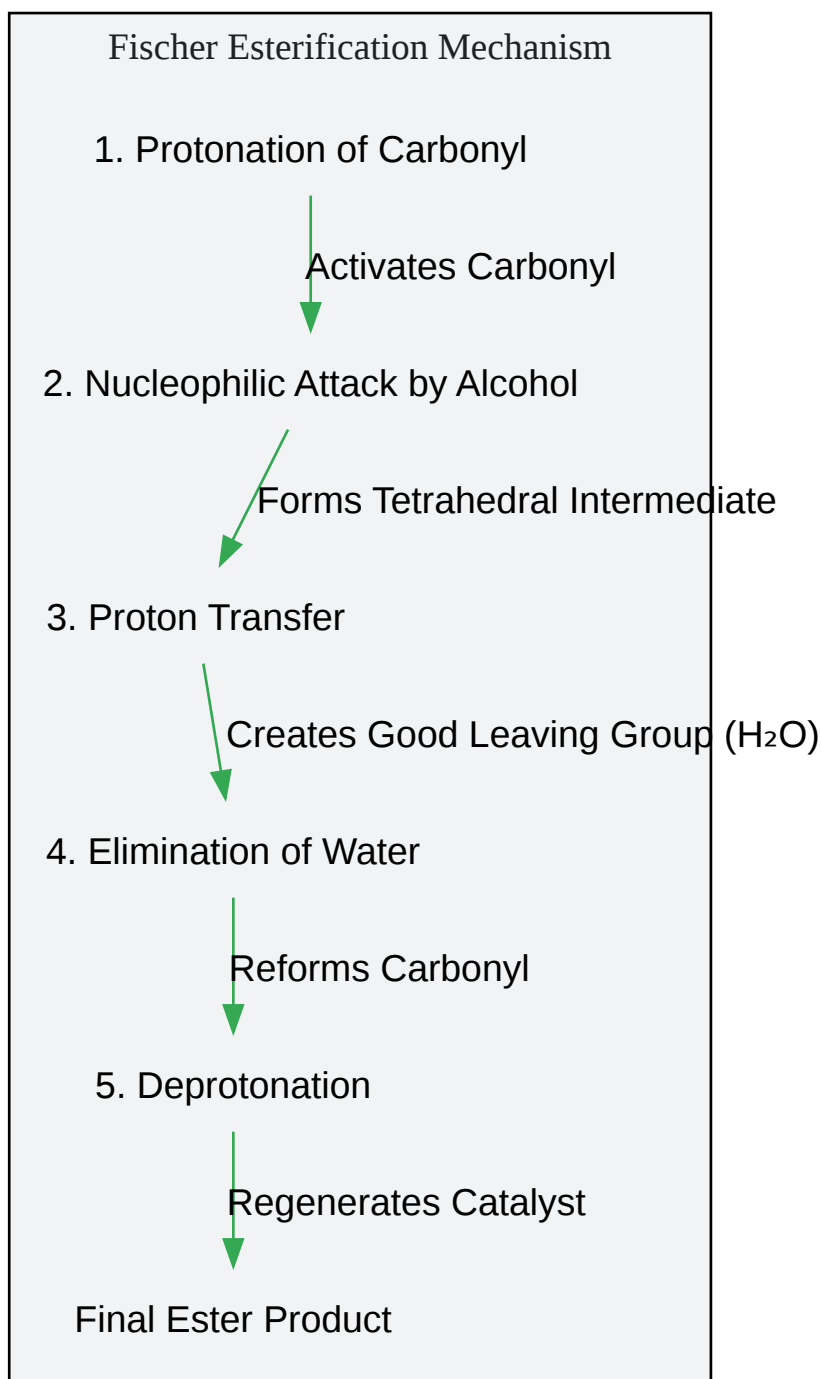 Fischer Esterification Mechanism
1. Protonation of Carbonyl
Activates Carbonyl
2. Nucleophilic Attack by Alcohol
Forms Tetrahedral Intermediate
3. Proton Transfer
Creates Good Leaving Group (H₂O)
4. Elimination of Water
Reforms Carbonyl
5. Deprotonation
Regenerates Catalyst
Final Ester Product